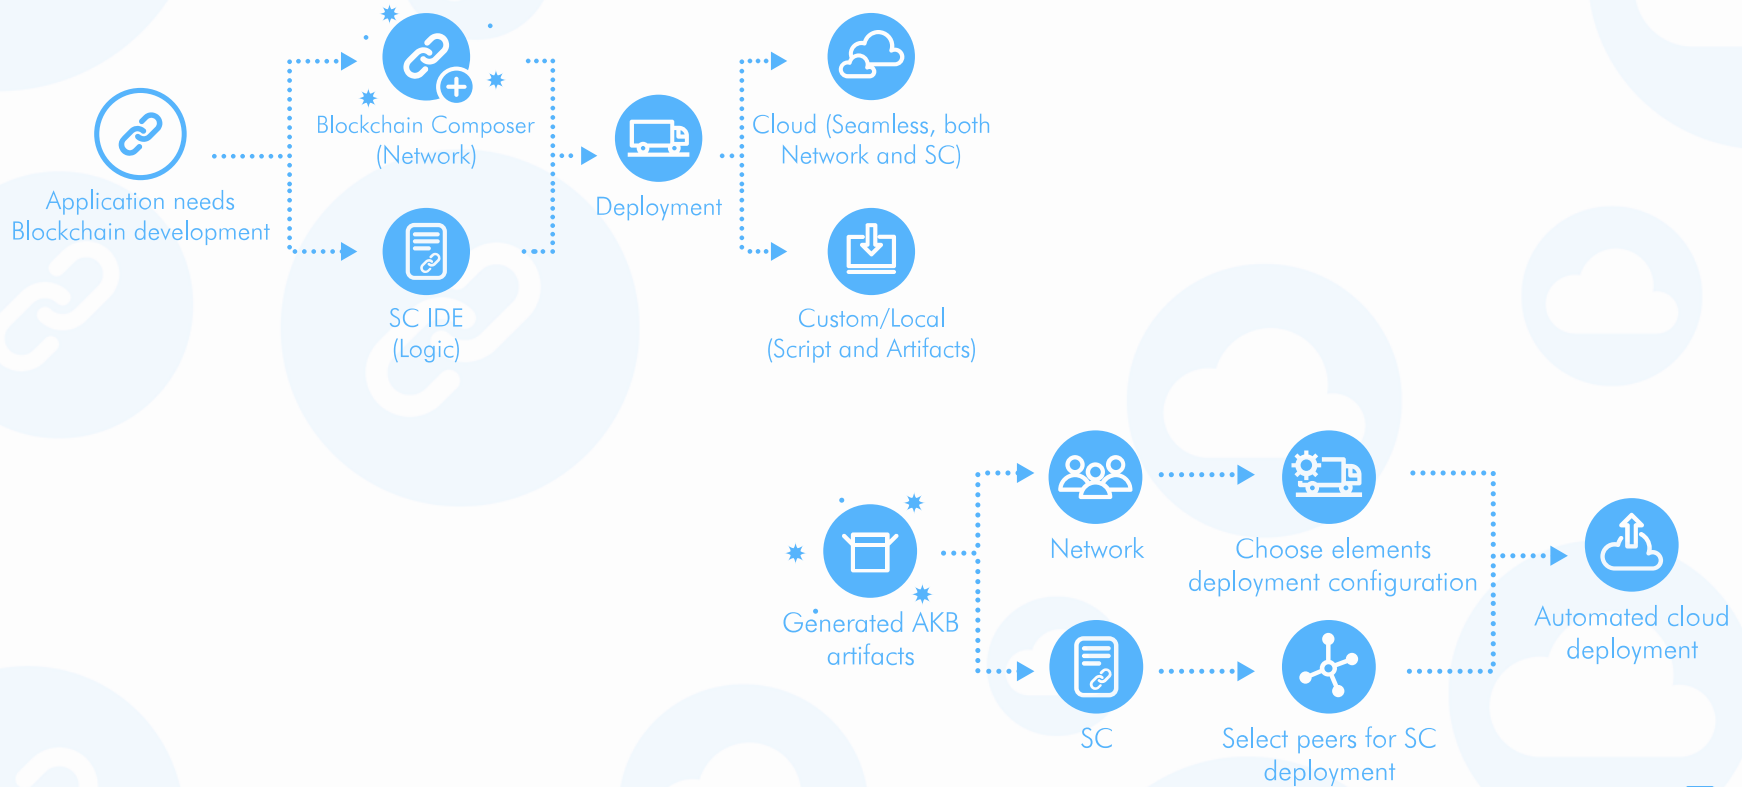 Application needs
Blockchain development
Blockchain Composer
(Network)
SC IDE
(Logic)
Deployment
Cloud (Seamless, both
Network and SC)
Custom/Local
(Script and Artifacts)
Generated AKB
artifacts
Network
Choose elements
deployment configuration
SC
Select peers for SC
deployment
Automated cloud
deployment